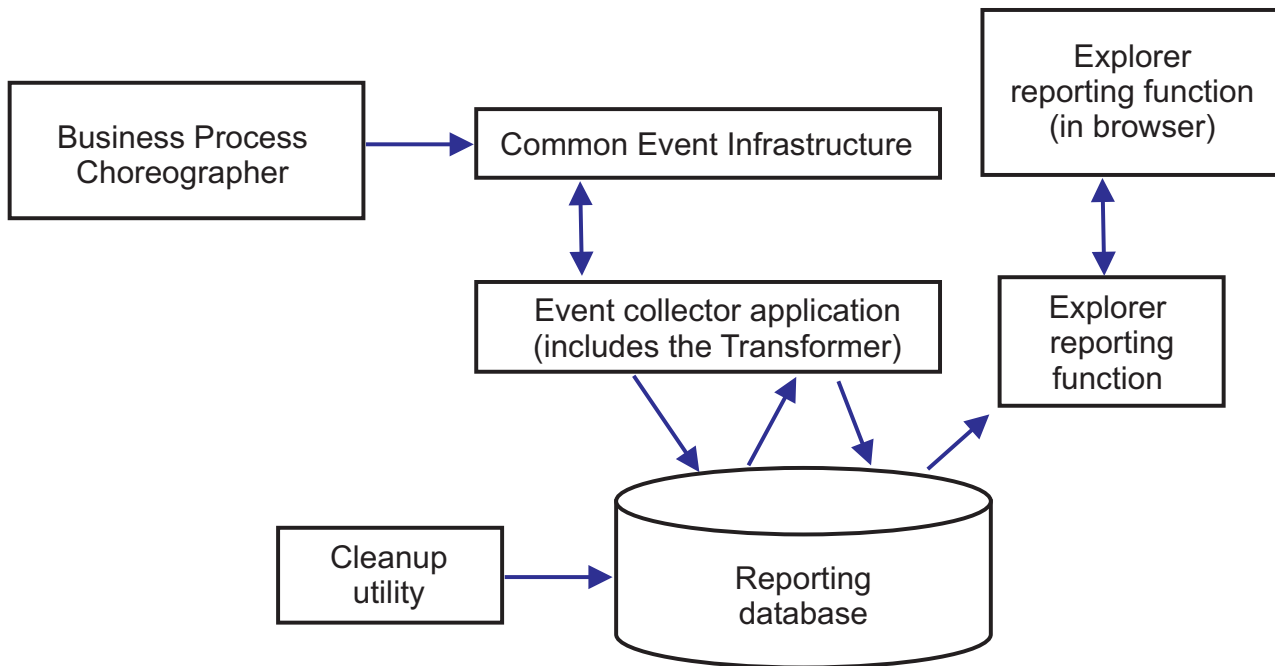 Business Process
Choreographer
Common Event Infrastructure
Explorer
reporting function
(in browser)
Event collector application
(includes the Transformer)
Explorer
reporting
function
Cleanup
utility
Reporting
database